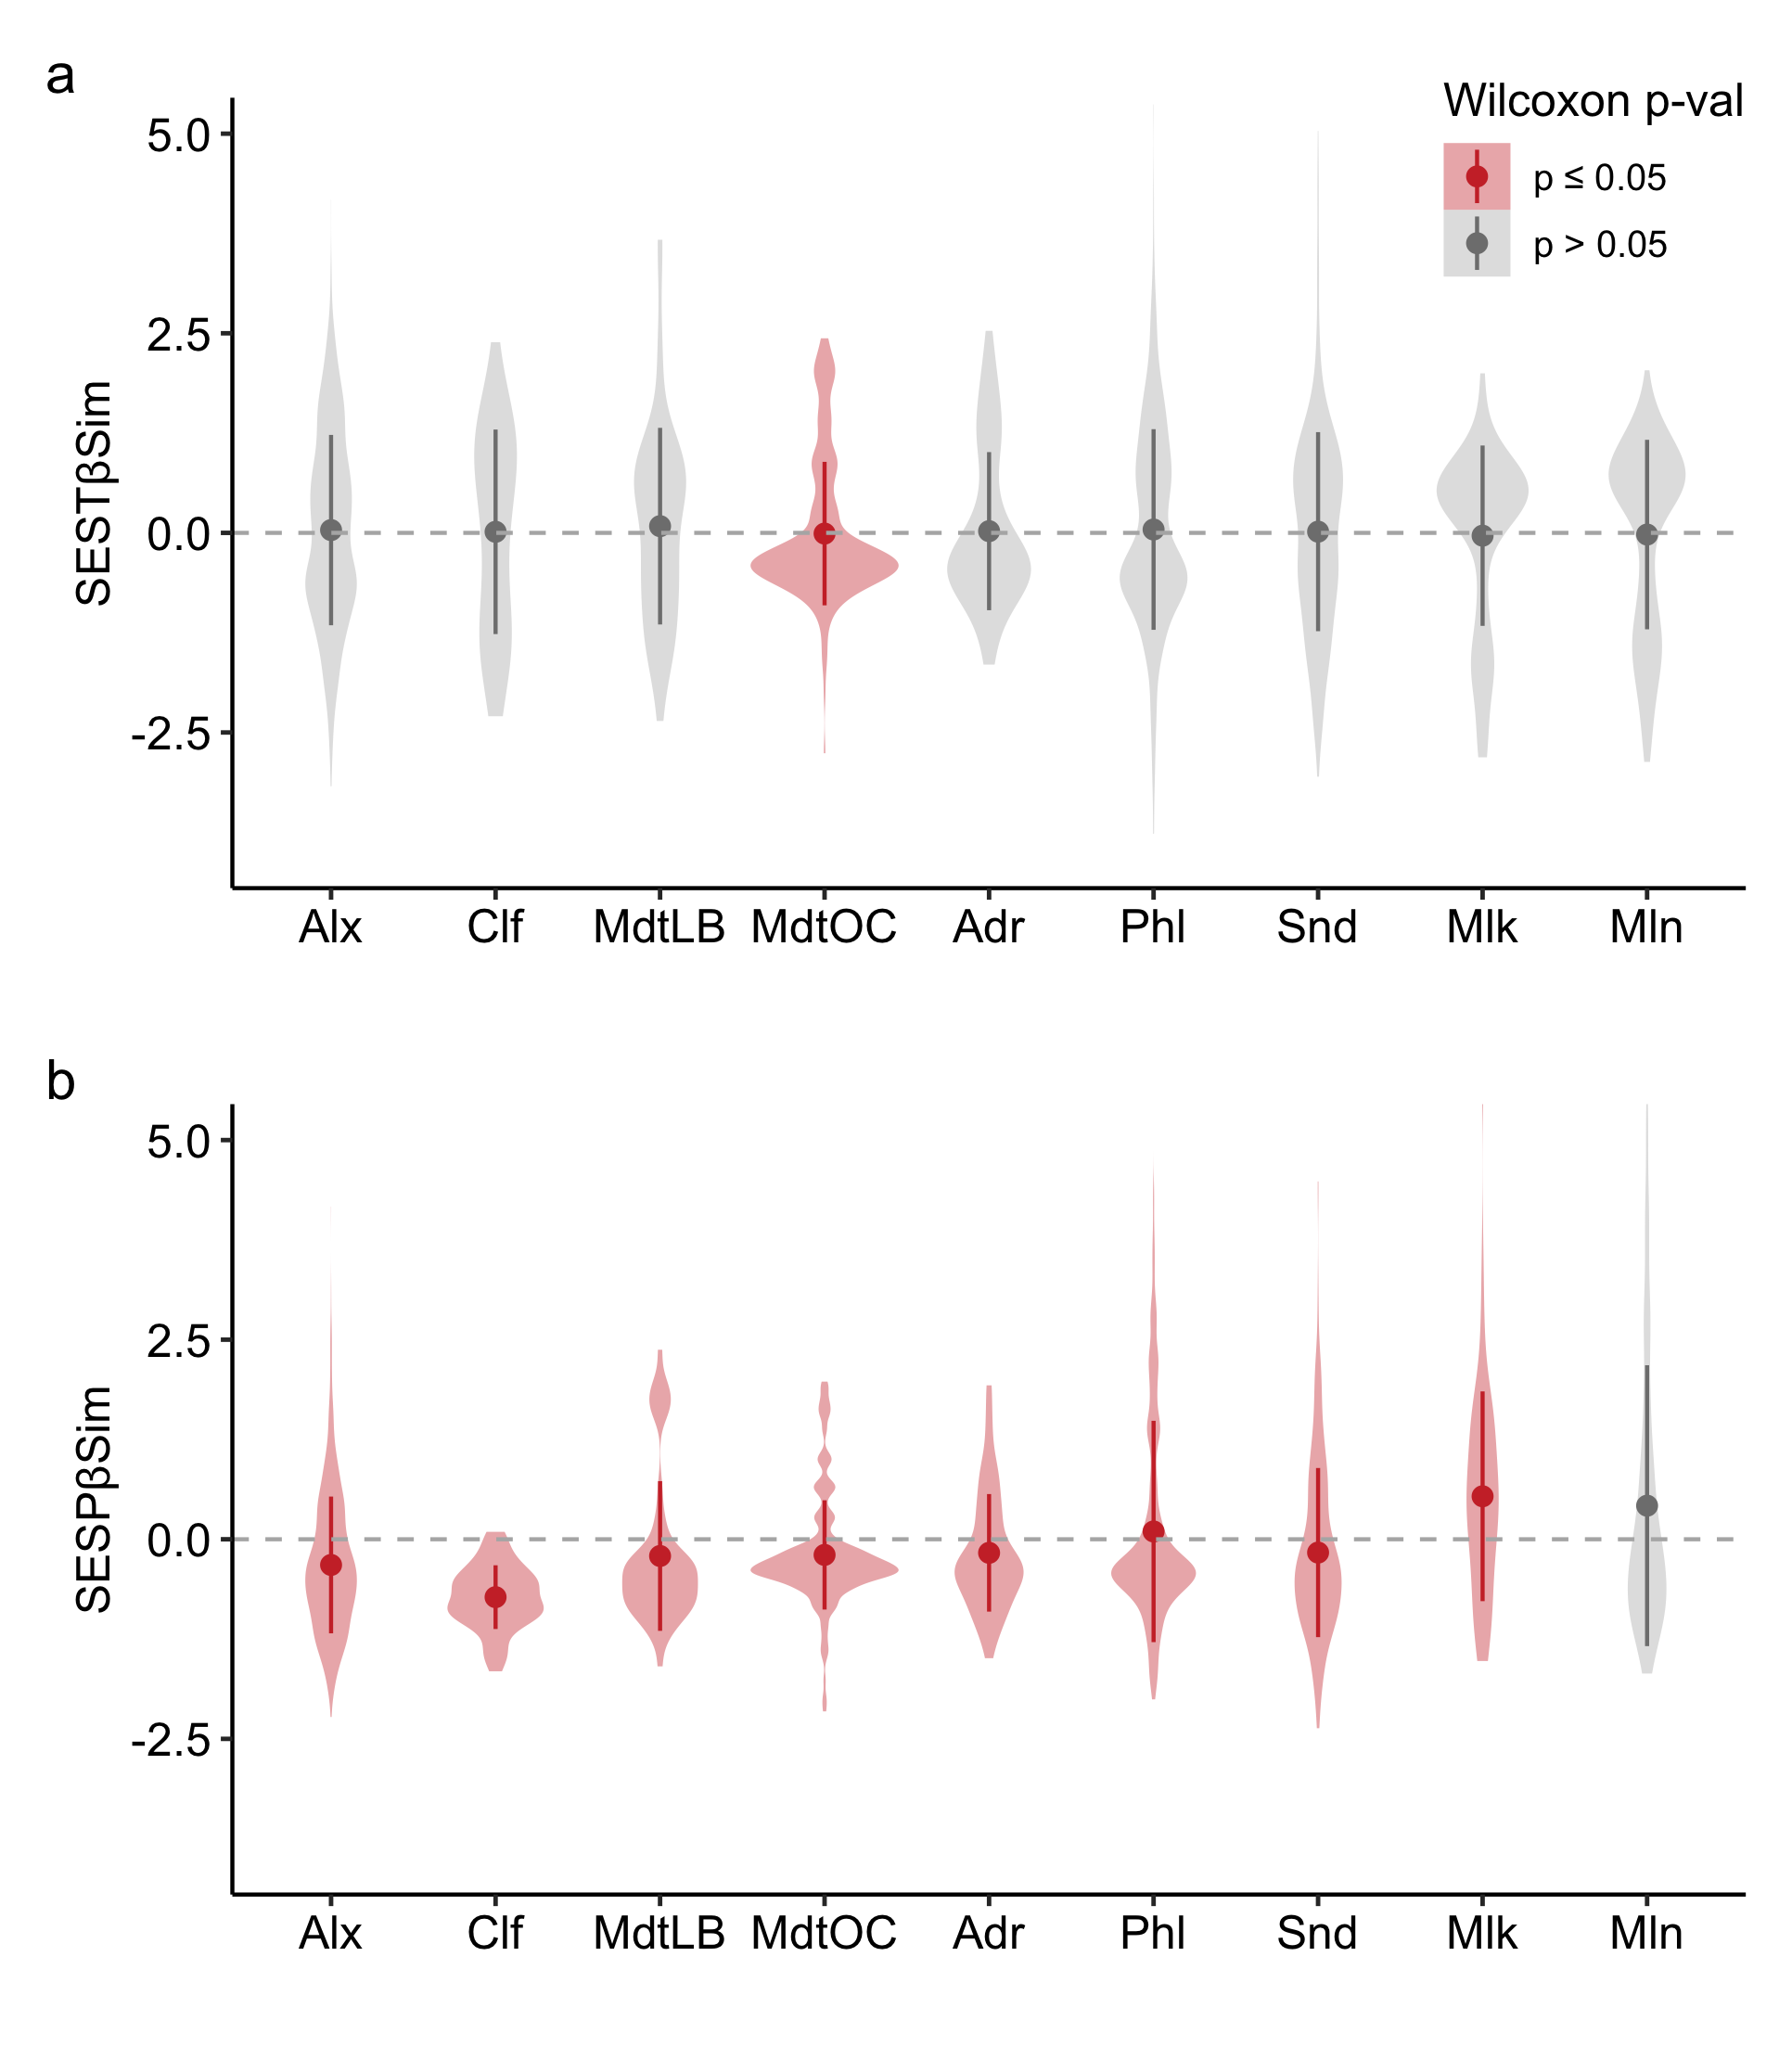 a
Wilcoxon p-val
p ≤ 0.05
p > 0.05
SESTβSim
5.0
2.5
0.0
-2.5
Alx Clf MdtLB MdtOC Adr Phl Snd Mlk Mln
b
SESPβSim
5.0
2.5
0.0
-2.5
Alx Clf MdtLB MdtOC Adr Phl Snd Mlk Mln